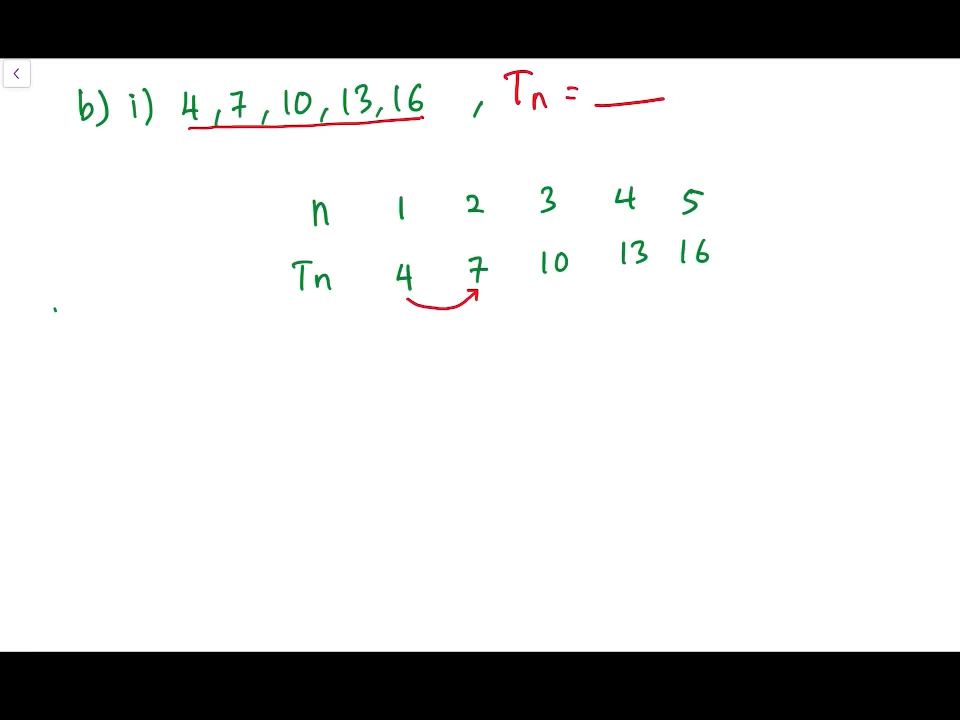 b) i) 4, 7, 10, 13, 16 , Tn = ___
n 1 2 3 4 5
Tn 4 7 10 13 16